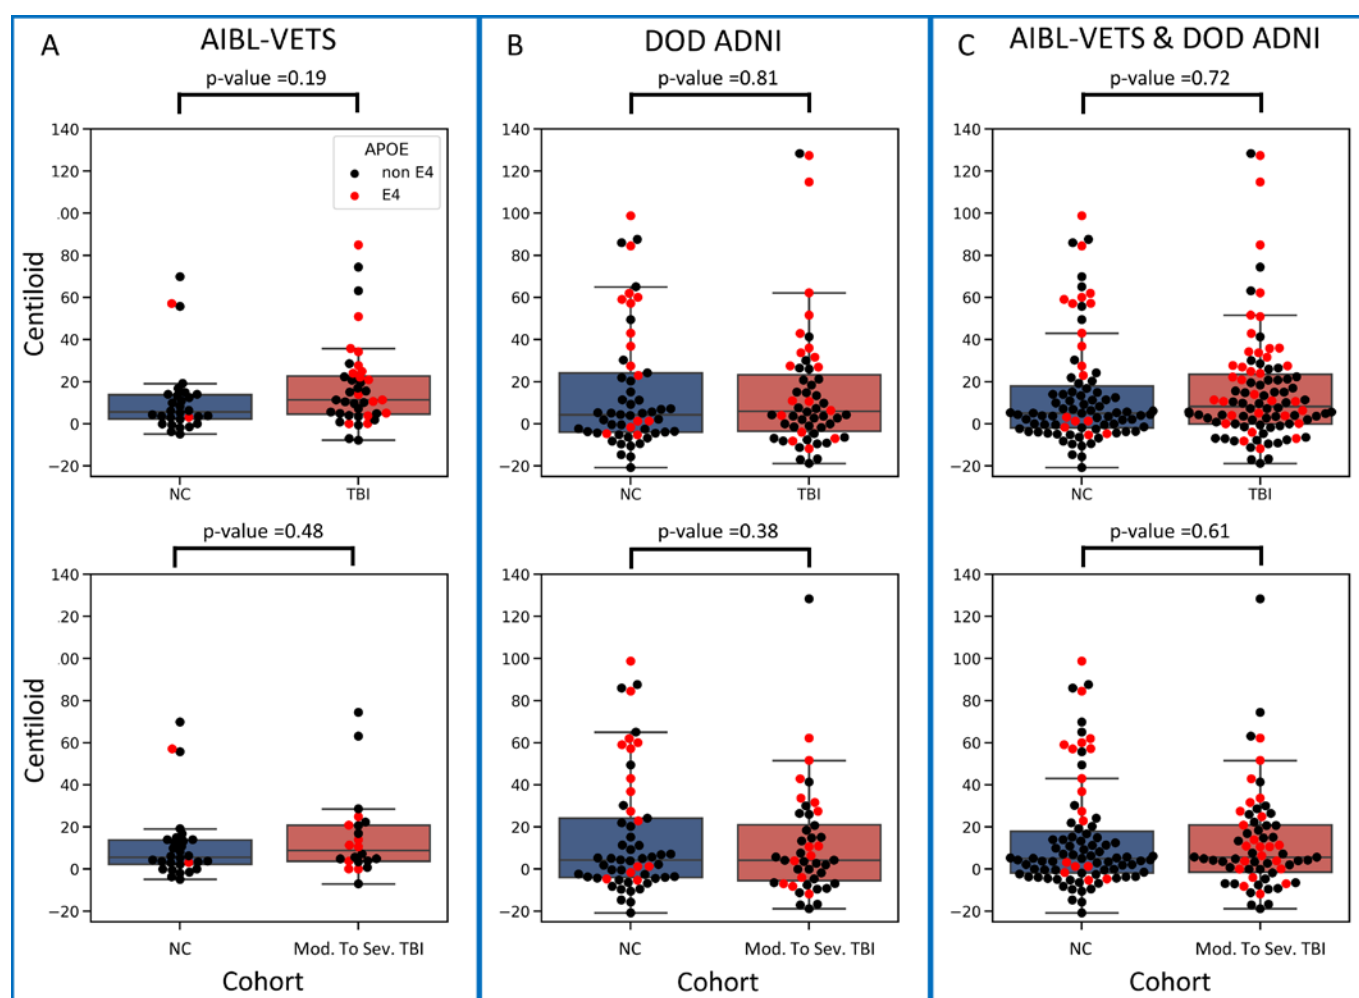 A AIBL-VETS
p-value =0.19
140
120
.00
80
60
40
20
0
−20
Centiloid
APOE
non E4
E4
NC TBI
B DOD ADNI
p-value =0.81
140
120
100
80
60
40
20
0
−20
NC TBI
C AIBL-VETS & DOD ADNI
p-value =0.72
140
120
100
80
60
40
20
0
−20
NC TBI
p-value =0.48
140
.20
.00
80
60
40
20
0
−20
Centiloid
NC Mod. To Sev. TBI
Cohort
p-value =0.38
140
120
100
80
60
40
20
0
−20
NC Mod. To Sev. TBI
Cohort
p-value =0.61
140
120
100
80
60
40
20
0
−20
NC Mod. To Sev. TBI
Cohort